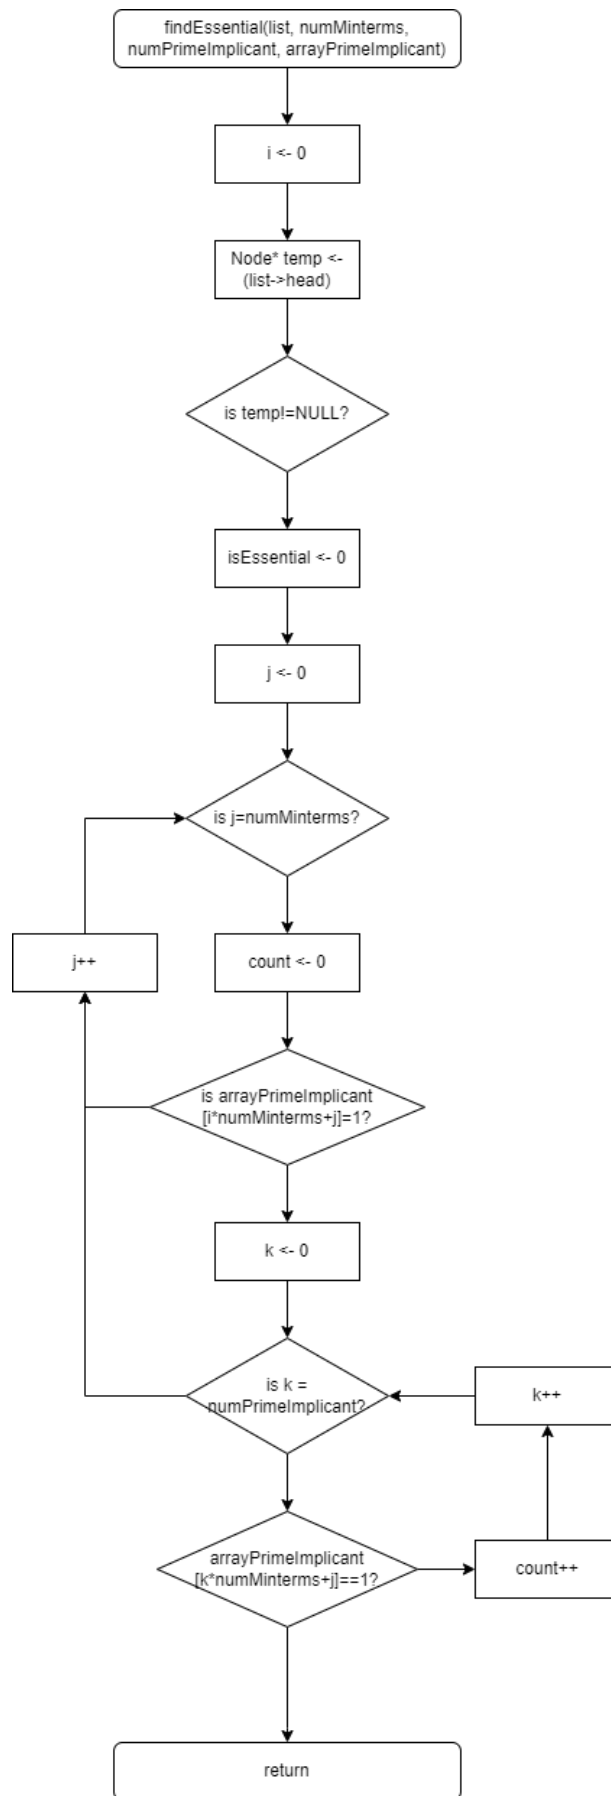 findEssential(list, numMinterms,
numPrimeImplicant, arrayPrimeImplicant)
i <- 0
Node* temp <-
(list->head)
is temp!=NULL?
isEssential <- 0
j <- 0
is j=numMinterms?
j++
count <- 0
is arrayPrimeImplicant
[i*numMinterms+j]=1?
k <- 0
is k =
numPrimeImplicant?
k++
arrayPrimeImplicant
[k*numMinterms+j]==1?
count++
return